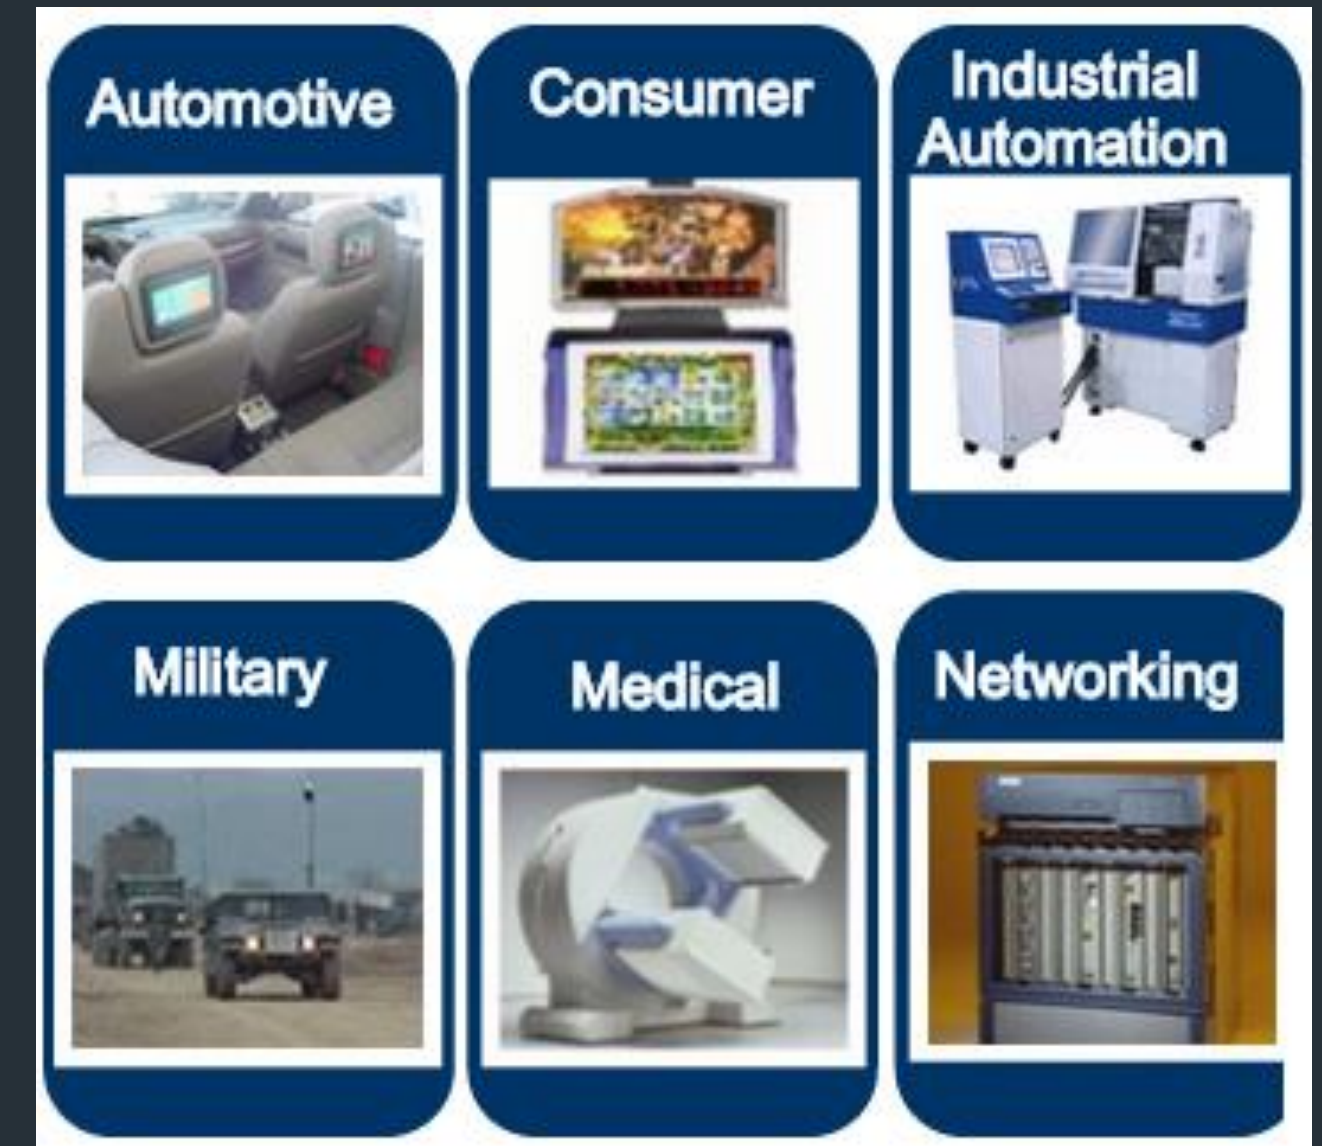 Automotive
Consumer
Industrial
Automation
Military
Medical
Networking